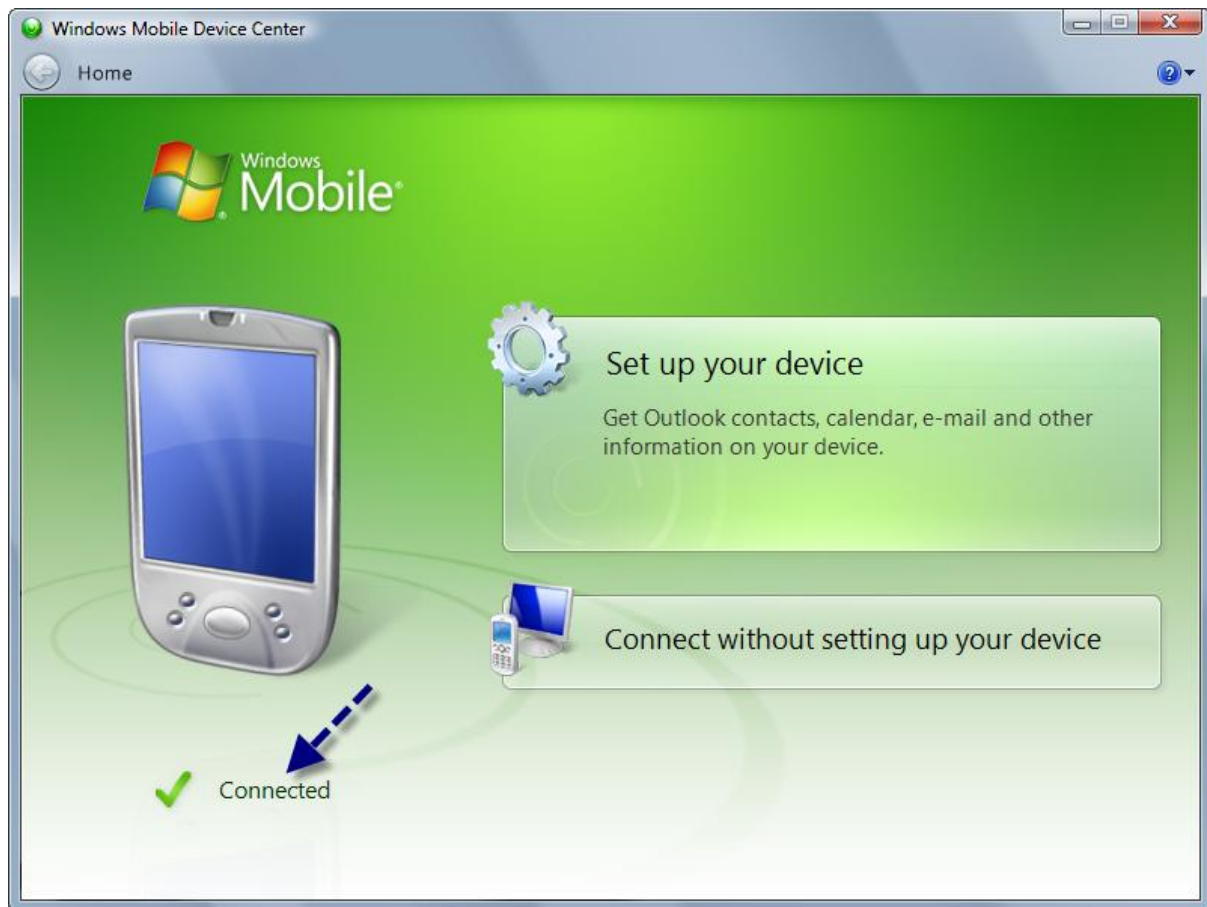 Windows Mobile Device Center
Home
Windows
Mobile®
Set up your device
Get Outlook contacts, calendar, e-mail and other
information on your device.
Connect without setting up your device
Connected